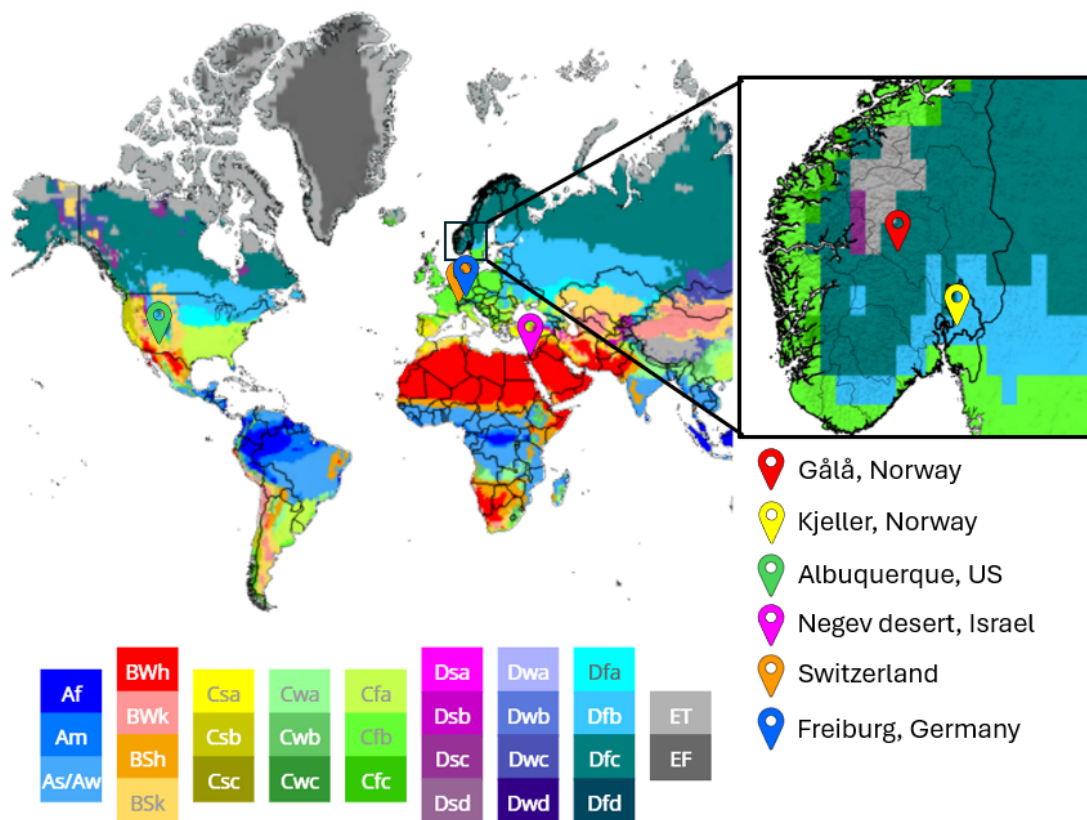 Gålå, Norway
Kjeller, Norway
Albuquerque, US
Negev desert, Israel
Switzerland
Freiburg, Germany
Af
Am
As/Aw
BWh
BWk
BSh
BSk
Csa
Csb
Csc
Cwa
Cwb
Cwc
Cfa
Cfb
Cfc
Dsa
Dsb
Dsc
Dsd
Dwa
Dwb
Dwc
Dwd
Dfa
Dfb
Dfc
Dfd
ET
EF